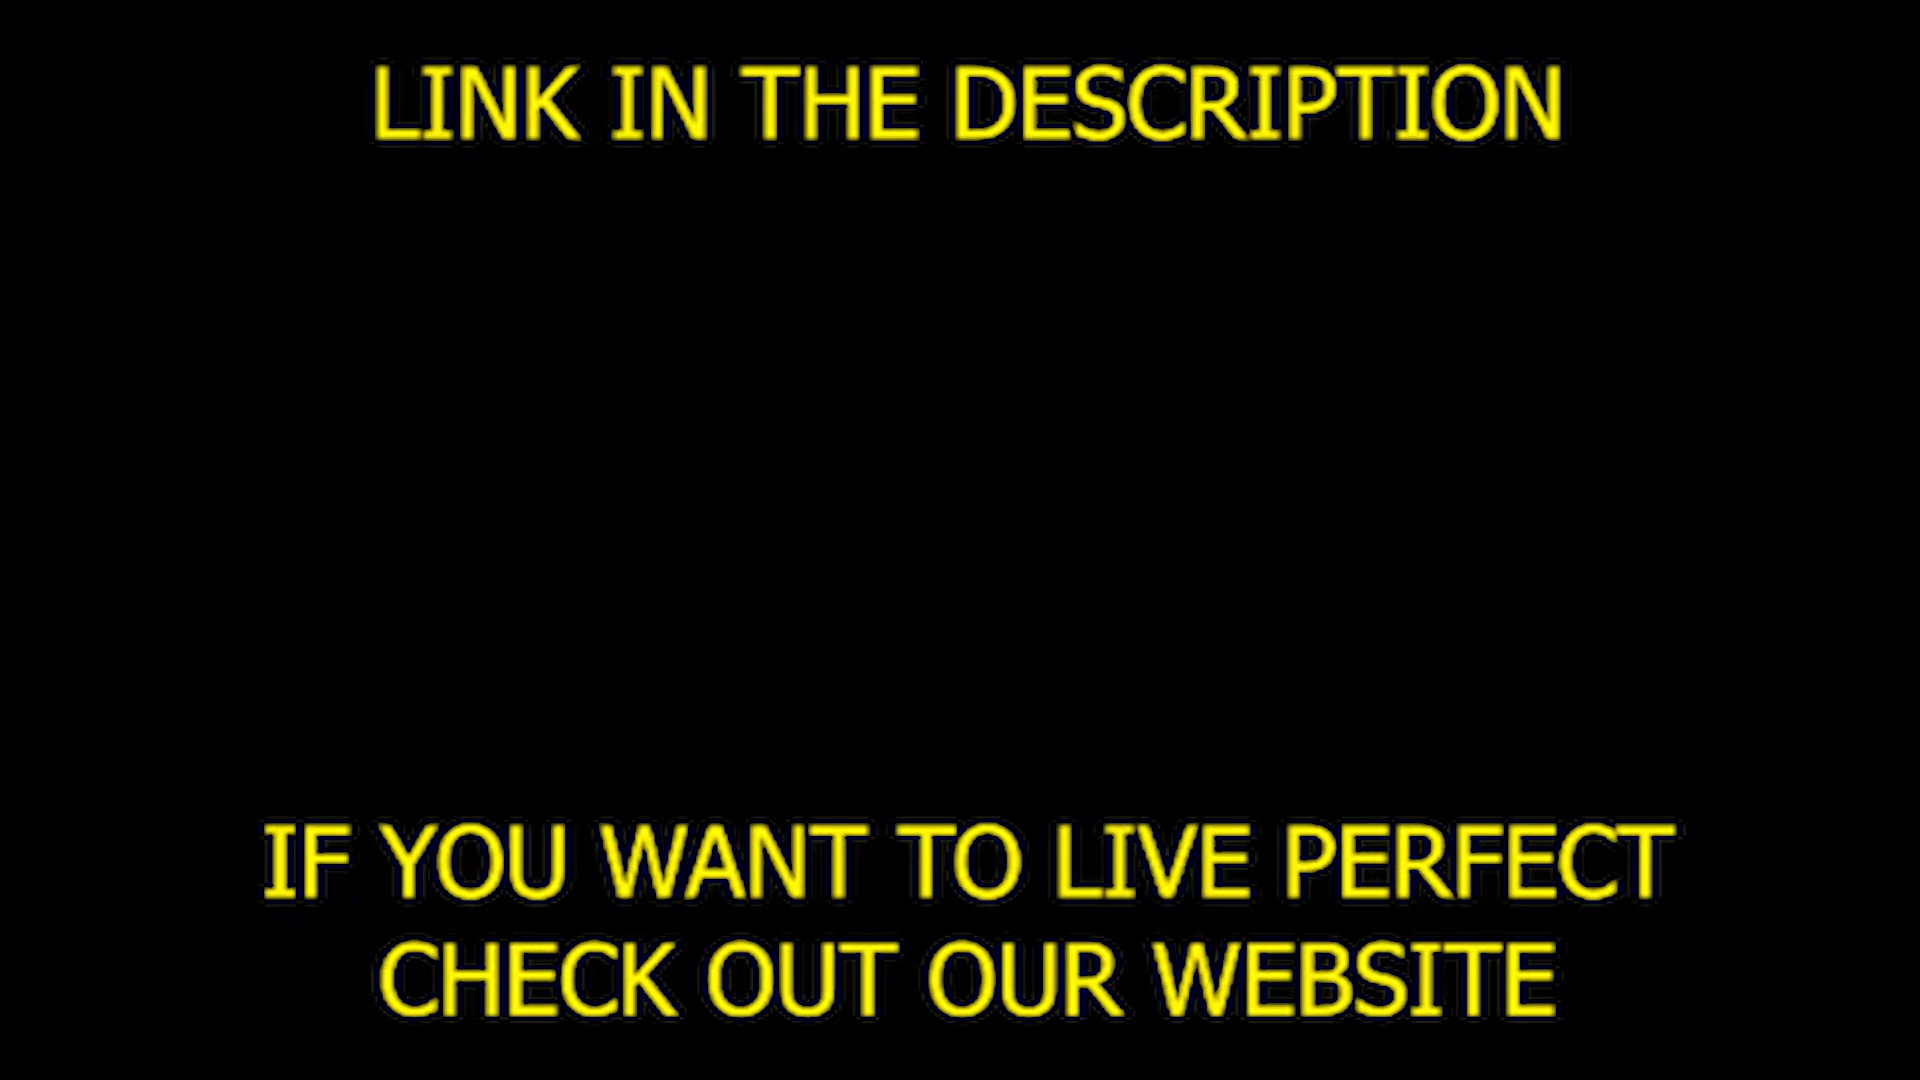 LINK IN THE DESCRIPTION
IF YOU WANT TO LIVE PERFECT
CHECK OUT OUR WEBSITE